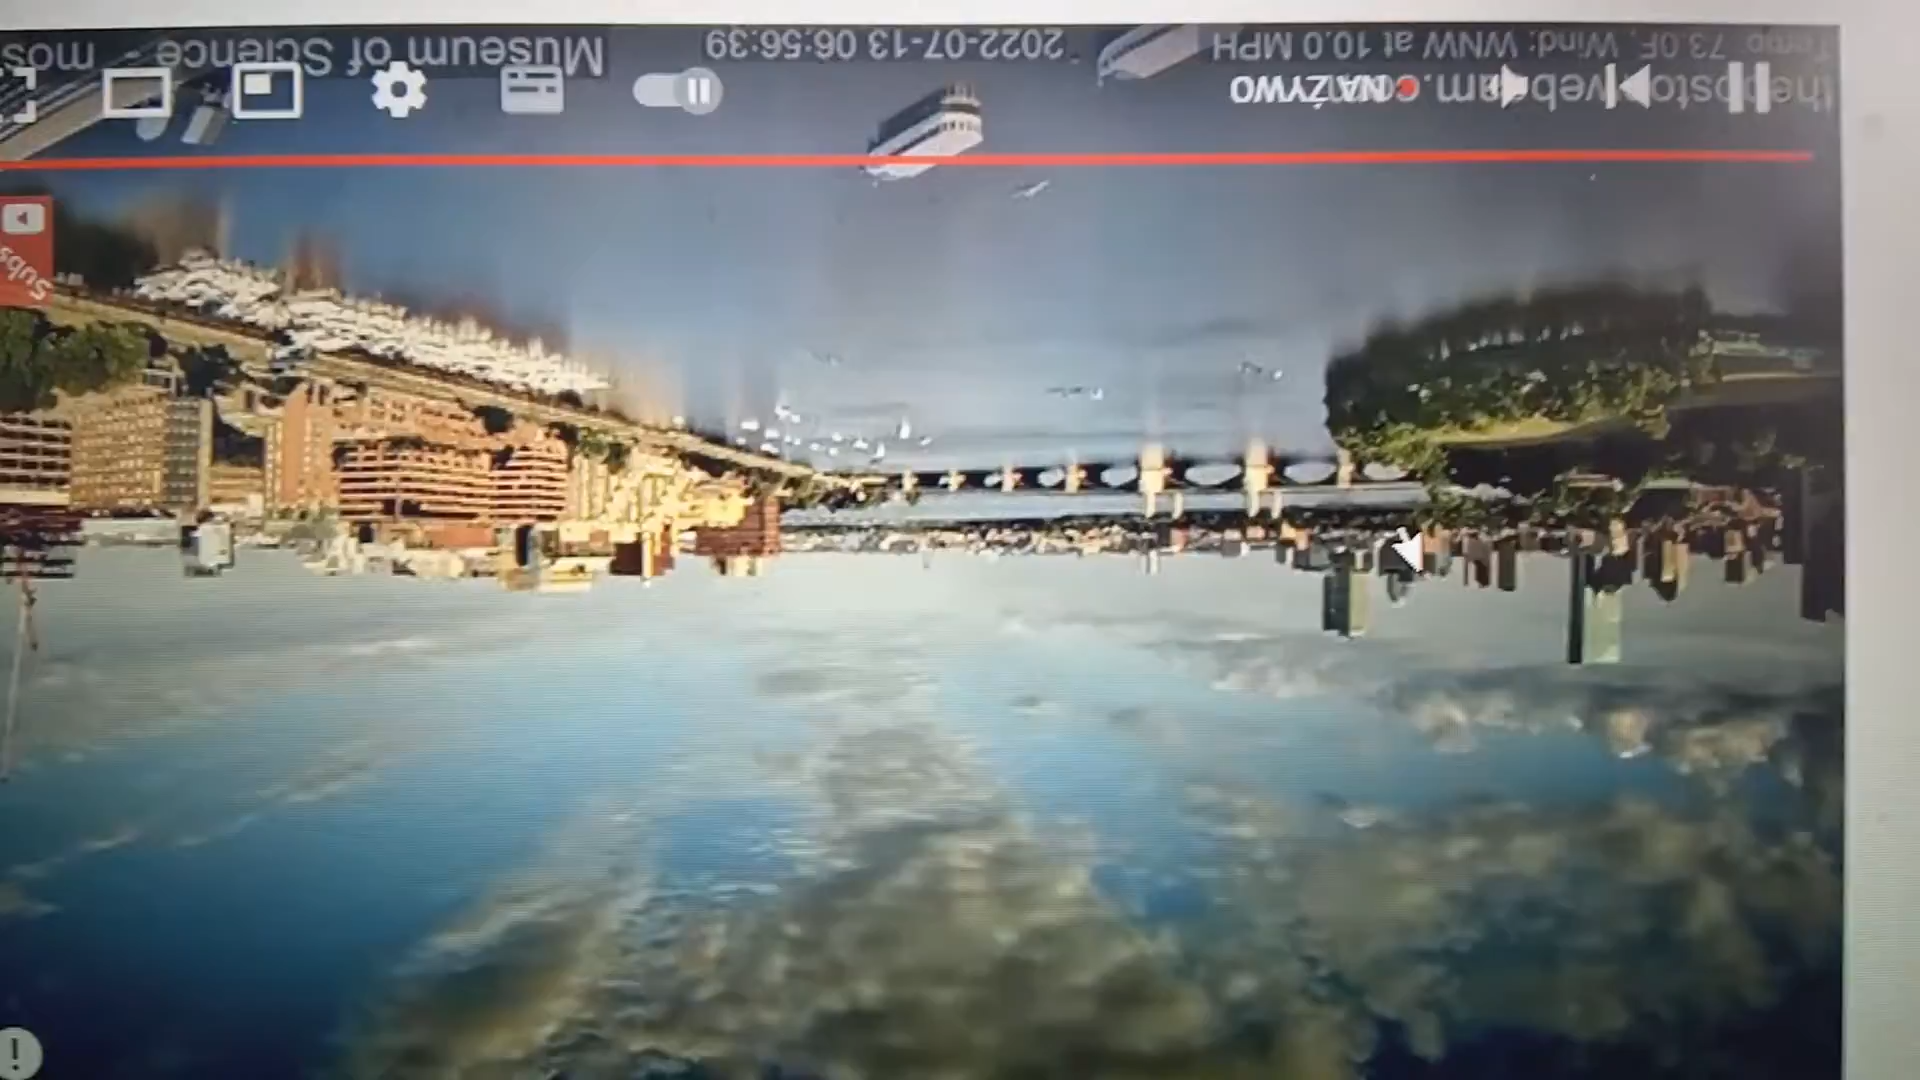 thebostonwebcam.com
NA ŻYWO
Temp 73.0F, Wind: WNW at 10.0 MPH
2022-07-13 06:56:39
Museum of Science - mos
Subs
!